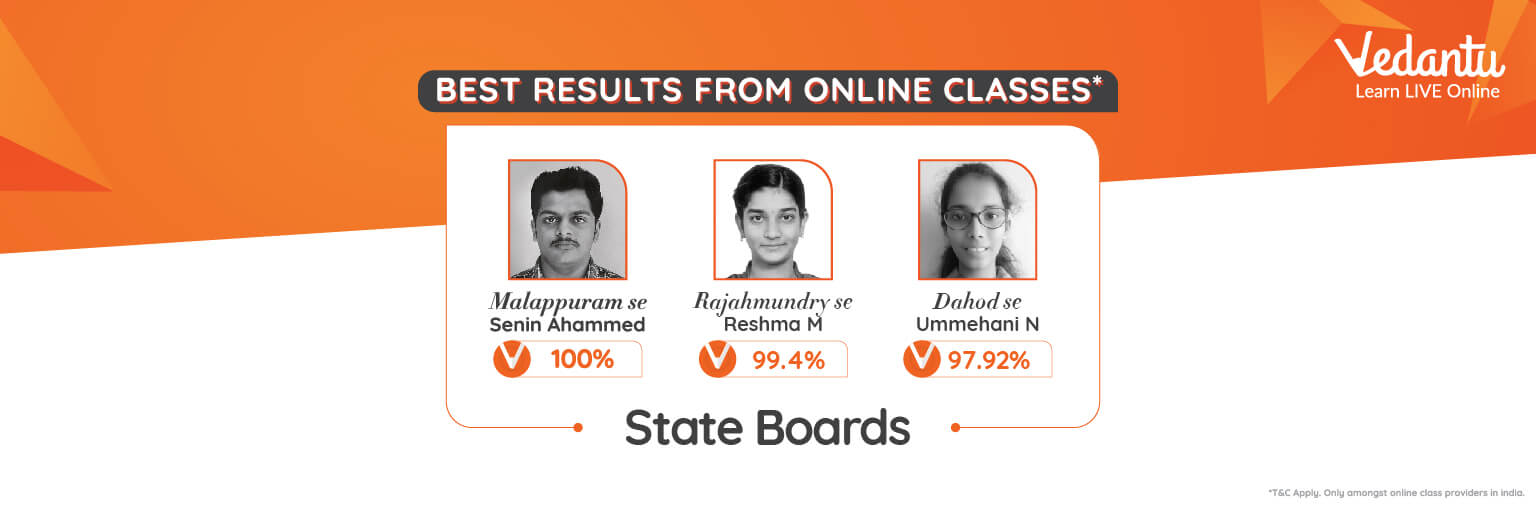 Vedantu
Learn LIVE Online
BEST RESULTS FROM ONLINE CLASSES*
Malappuram se
Senin Ahammed
100%
Rajahmundry se
Reshma M
99.4%
Dahod se
Ummehani N
97.92%
State Boards
*T&C Apply. Only amongst online class providers in india.